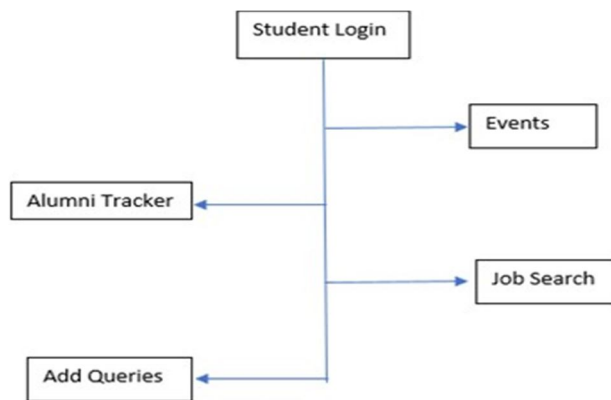 Student Login
Events
Alumni Tracker
Job Search
Add Queries